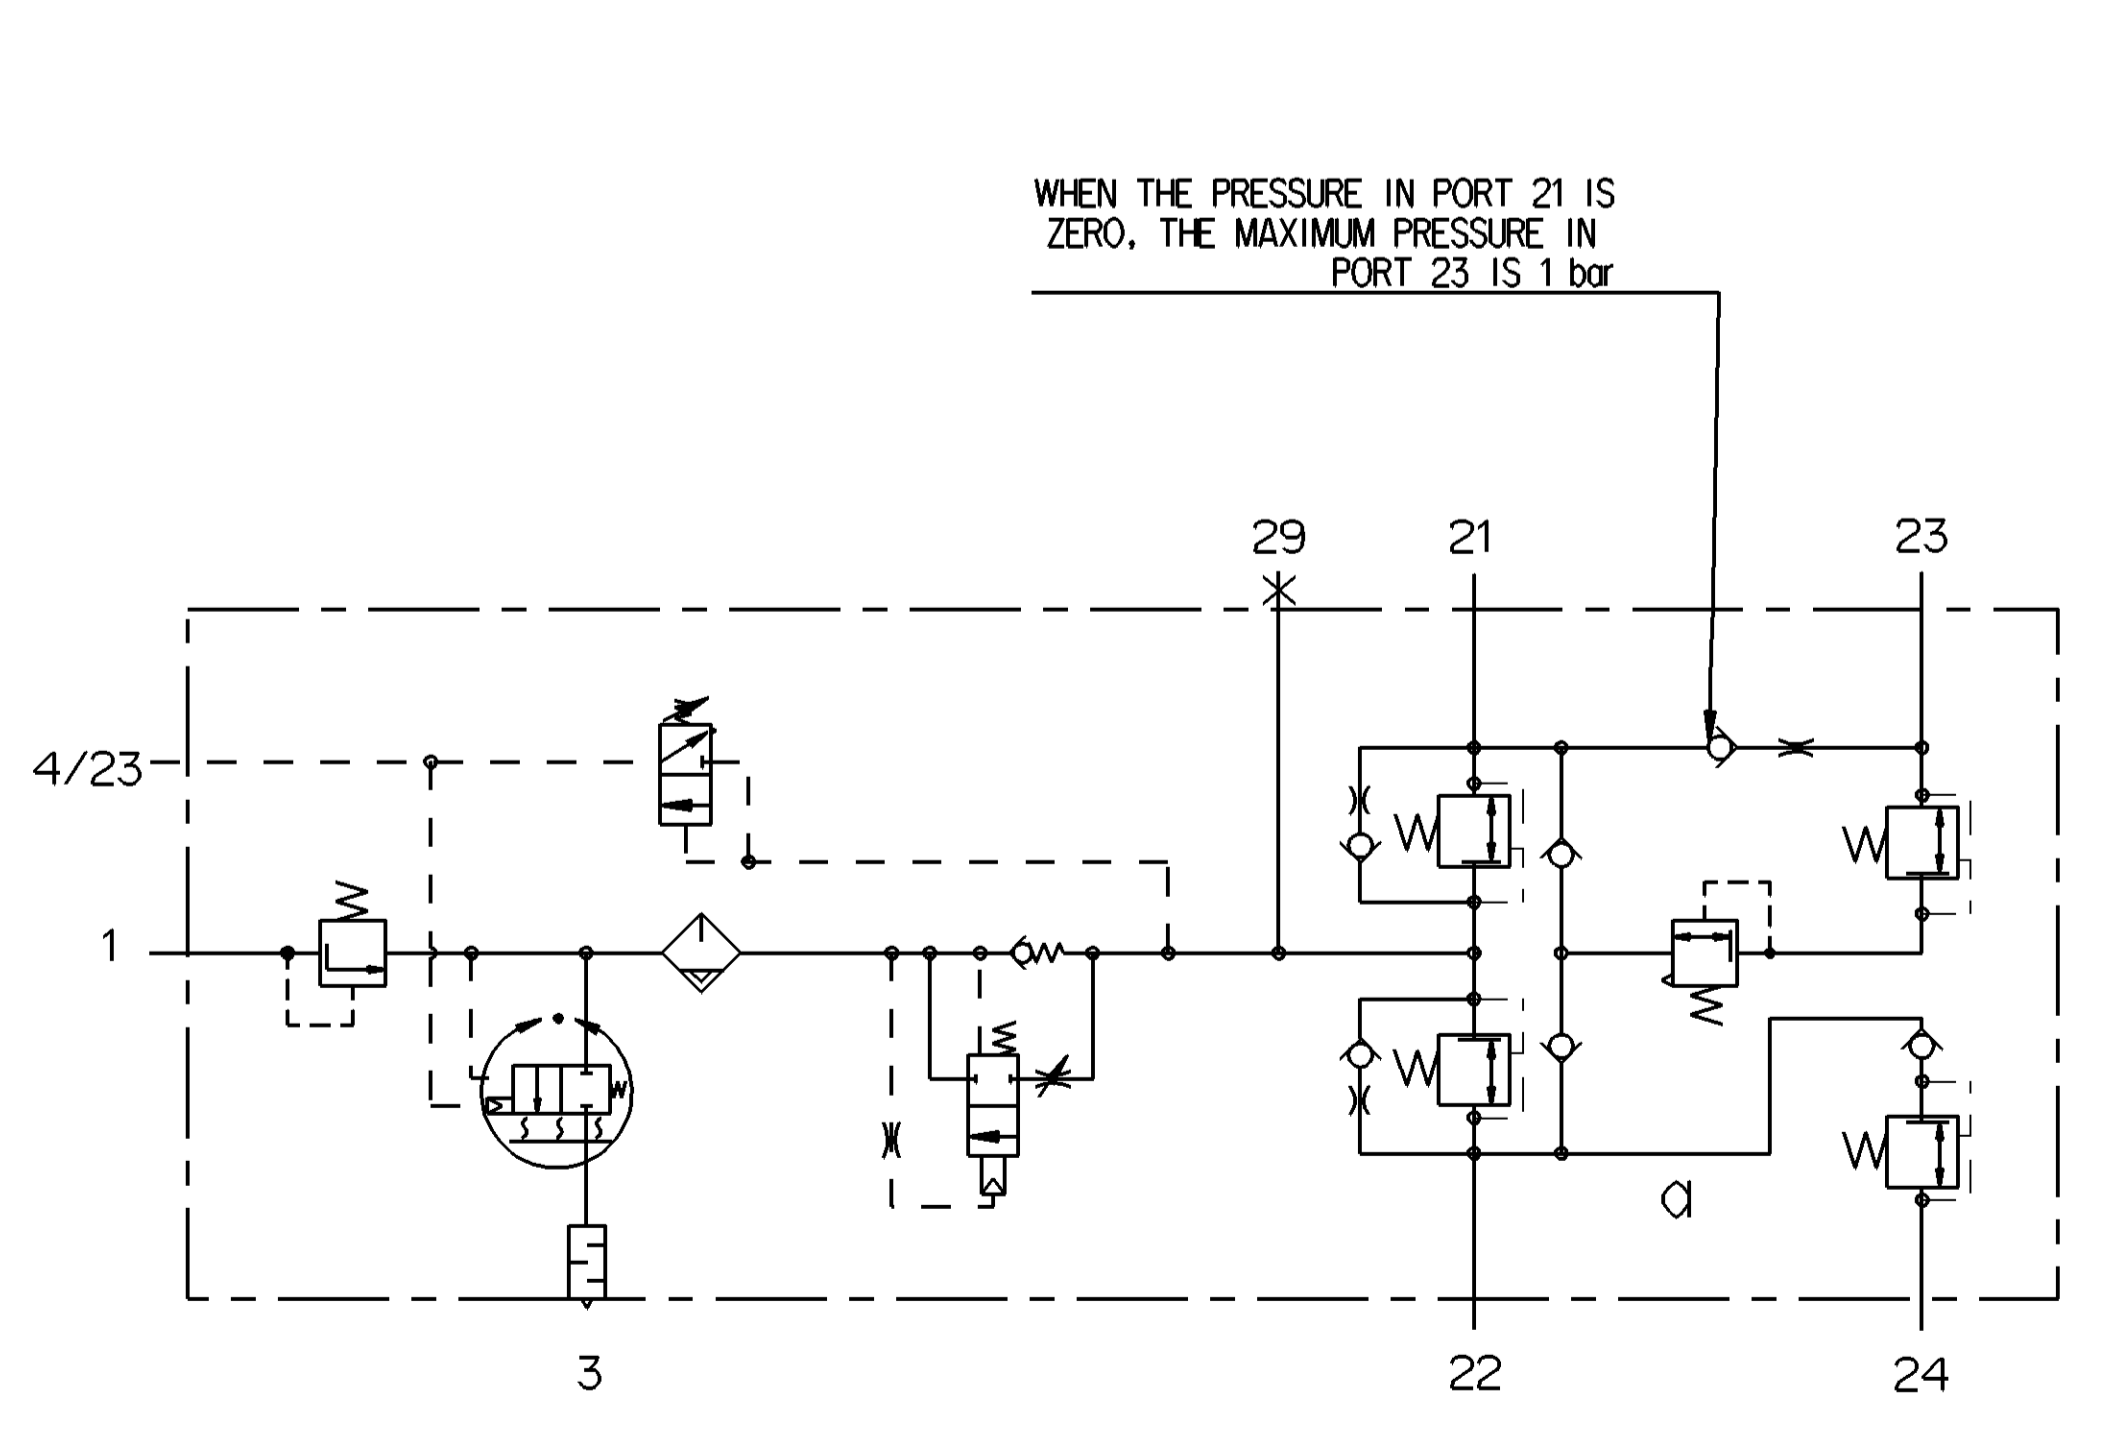 WHEN THE PRESSURE IN PORT 21 IS
ZERO, THE MAXIMUM PRESSURE IN
PORT 23 IS 1 bar
29
21
23
4/23
1
a
3
22
24